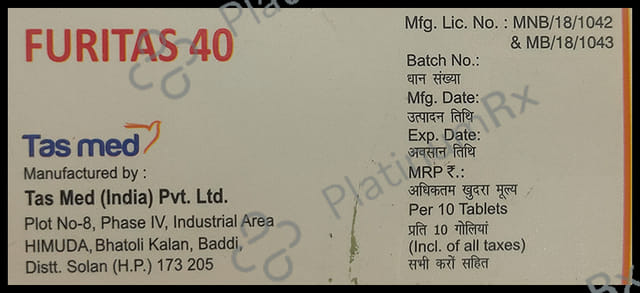 FURITAS 40
Tas med
Manufactured by :
Tas Med (India) Pvt. Ltd.
Plot No-8, Phase IV, Industrial Area
HIMUDA, Bhatoli Kalan, Baddi,
Distt. Solan (H.P.) 173 205
Mfg. Lic. No. : MNB/18/1042
& MB/18/1043
Batch No.:
धान संख्या
Mfg. Date:
उत्पादन तिथि
Exp. Date:
अवसान तिथि
MRP ₹.:
अधिकतम खुदरा मूल्य
Per 10 Tablets
प्रति 10 गोलियां
(Incl. of all taxes)
सभी करों सहित
PlatinumRx
PlatinumRx